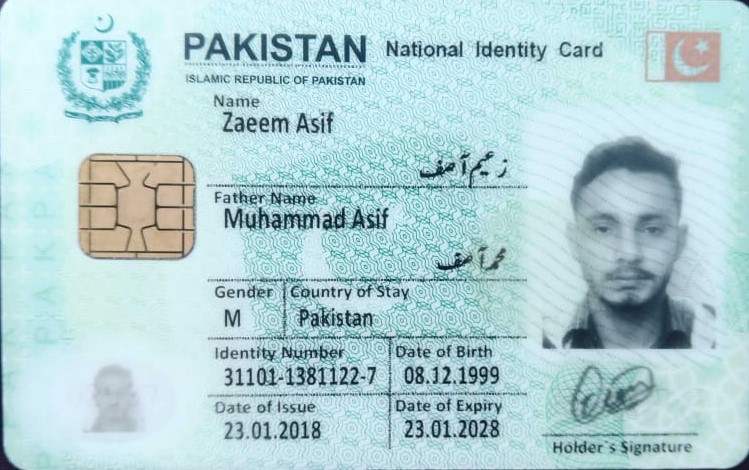 PAKISTAN National Identity Card
ISLAMIC REPUBLIC OF PAKISTAN
Name
Zaeem Asif
زعیم آصف
Father Name
Muhammad Asif
محمد آصف
Gender Country of Stay
M Pakistan
Identity Number Date of Birth
31101-1381122-7 08.12.1999
Date of Issue Date of Expiry
23.01.2018 23.01.2028
Holder's Signature